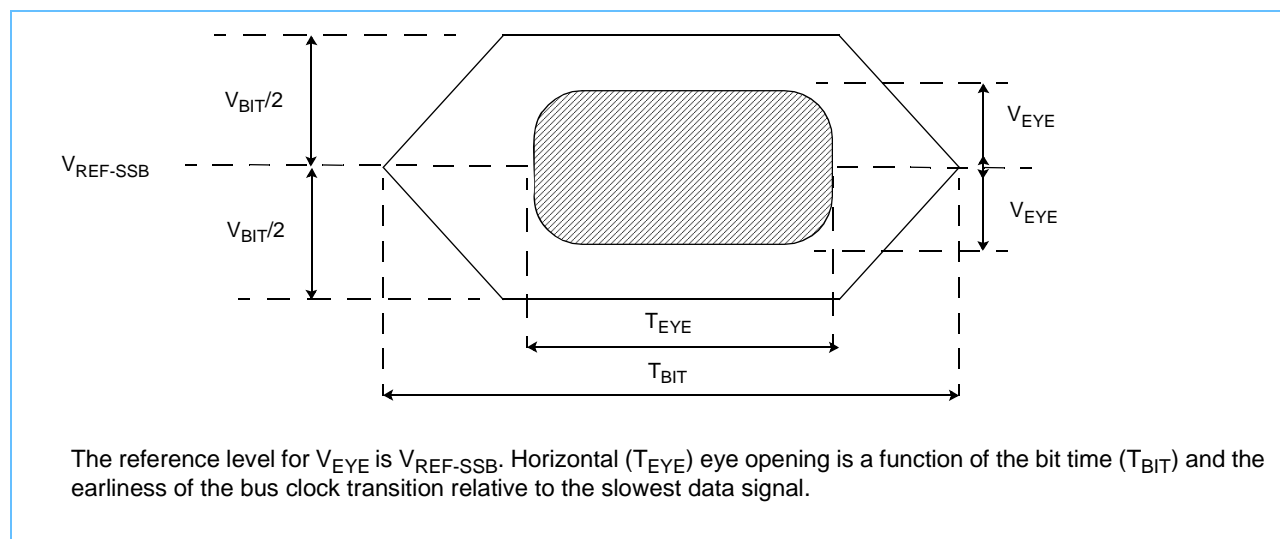 V_BIT/2
V_EYE
V_REF-SSB
V_EYE
V_BIT/2
T_EYE
T_BIT
The reference level for V_EYE is V_REF-SSB. Horizontal (T_EYE) eye opening is a function of the bit time (T_BIT) and the
earliness of the bus clock transition relative to the slowest data signal.